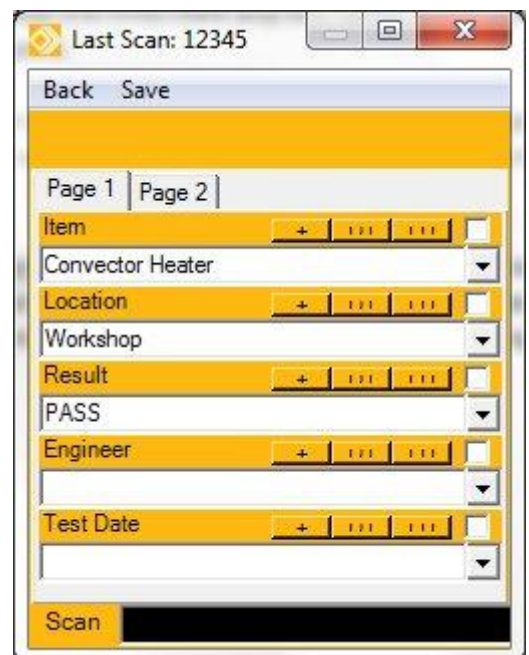 Last Scan: 12345
Back Save
Page 1 Page 2
Item +
Convector Heater
Location +
Workshop
Result +
PASS
Engineer +
Test Date +
Scan